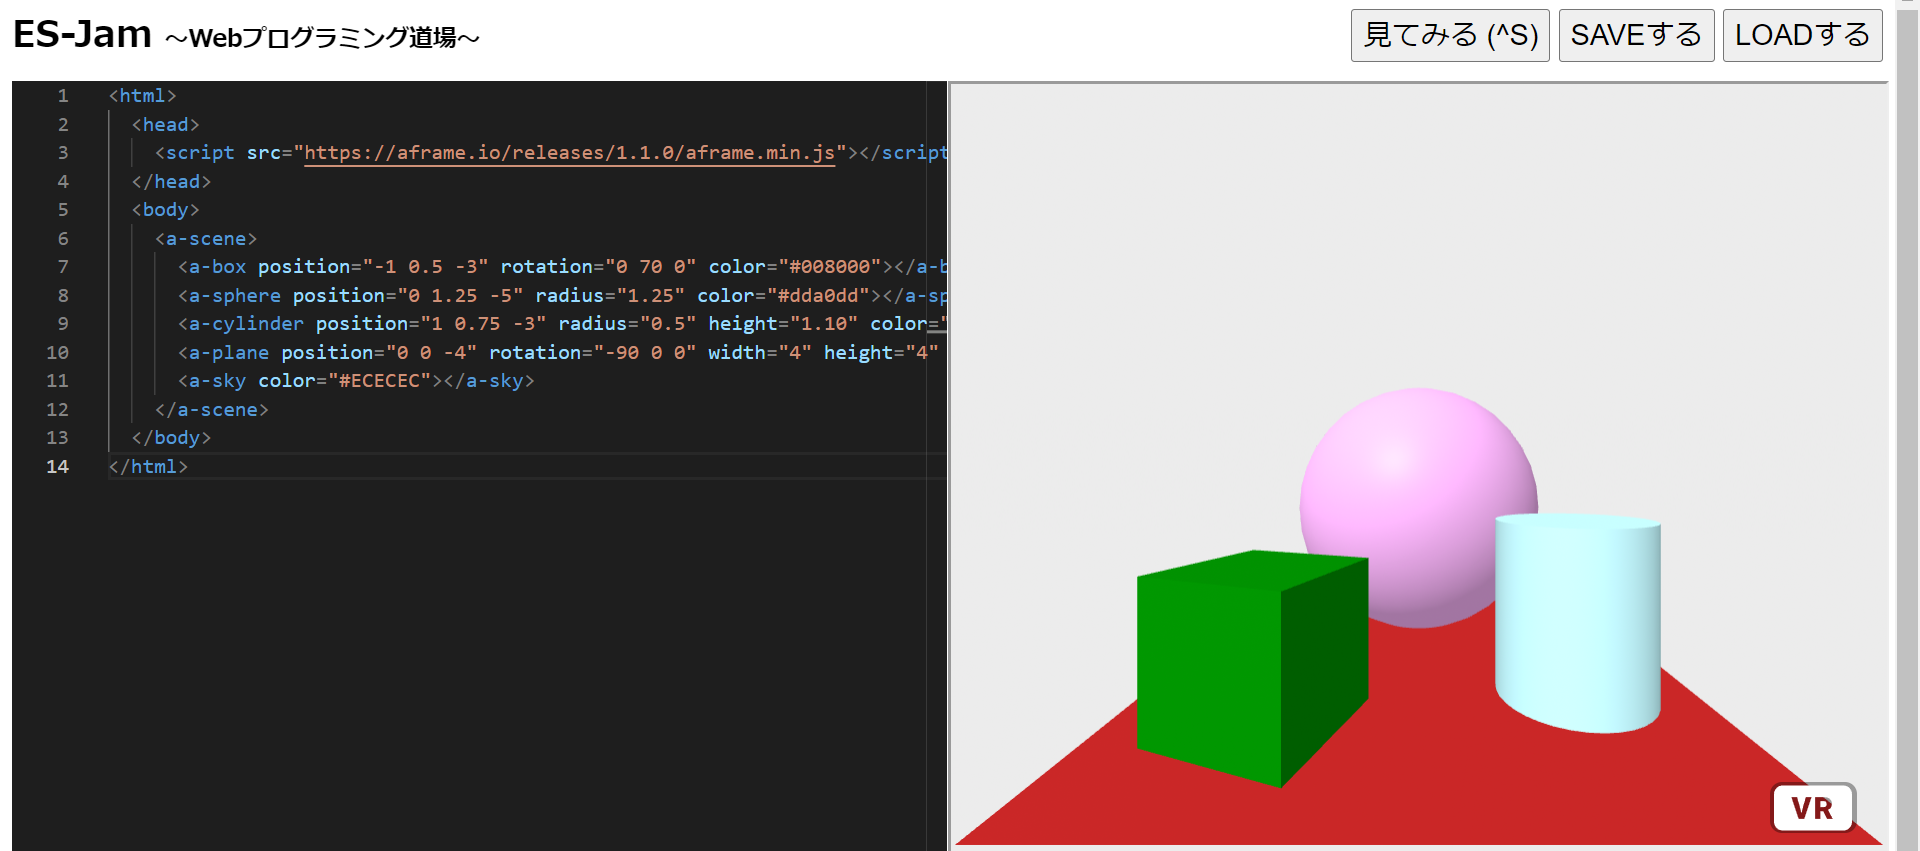 ES-Jam ～Webプログラミング道場～
見てみる (^S) SAVEする LOADする
1 <html>
2 <head>
3 <script src="https://aframe.io/releases/1.1.0/aframe.min.js"></script
4 </head>
5 <body>
6 <a-scene>
7 <a-box position="-1 0.5 -3" rotation="0 70 0" color="#008000"></a-b
8 <a-sphere position="0 1.25 -5" radius="1.25" color="#dda0dd"></a-sp
9 <a-cylinder position="1 0.75 -3" radius="0.5" height="1.10" color="
10 <a-plane position="0 0 -4" rotation="-90 0 0" width="4" height="4"
11 <a-sky color="#ECECEC"></a-sky>
12 </a-scene>
13 </body>
14 </html>
VR